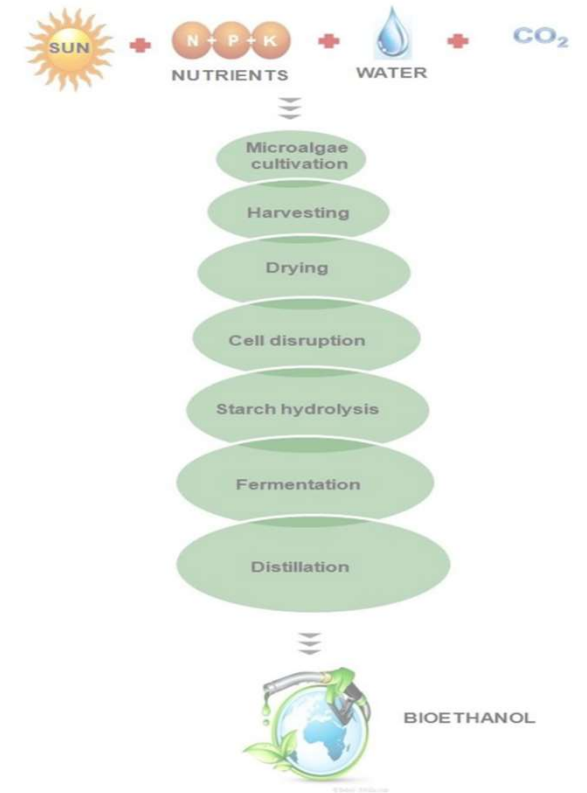 SUN
N + P + K
CO₂
NUTRIENTS
WATER
Microalgae
cultivation
Harvesting
Drying
Cell disruption
Starch hydrolysis
Fermentation
Distillation
BIOETHANOL